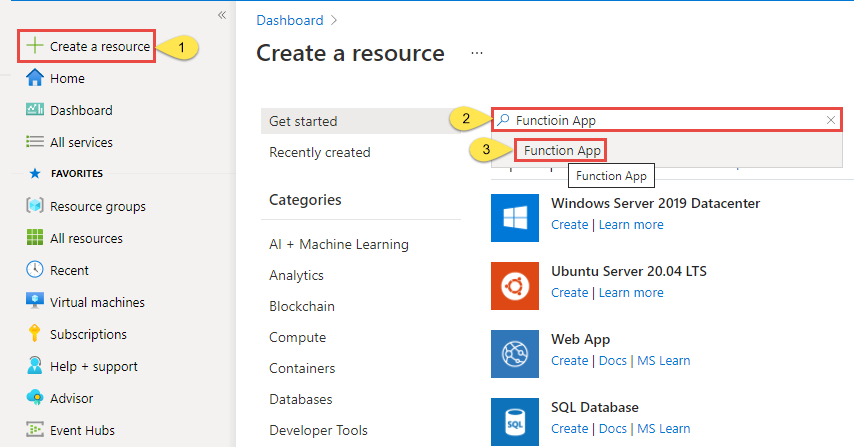 «
Create a resource
1
Home
Dashboard
All services
FAVORITES
Resource groups
All resources
Recent
Virtual machines
Subscriptions
Help + support
Advisor
Event Hubs
Dashboard >
Create a resource ...
Get started
Recently created
Categories
AI + Machine Learning
Analytics
Blockchain
Compute
Containers
Databases
Developer Tools
2
Functioin App
3
Function App
Function App
Windows Server 2019 Datacenter
Create | Learn more
Ubuntu Server 20.04 LTS
Create | Learn more
Web App
Create | Docs | MS Learn
SQL
SQL Database
Create | Docs | MS Learn